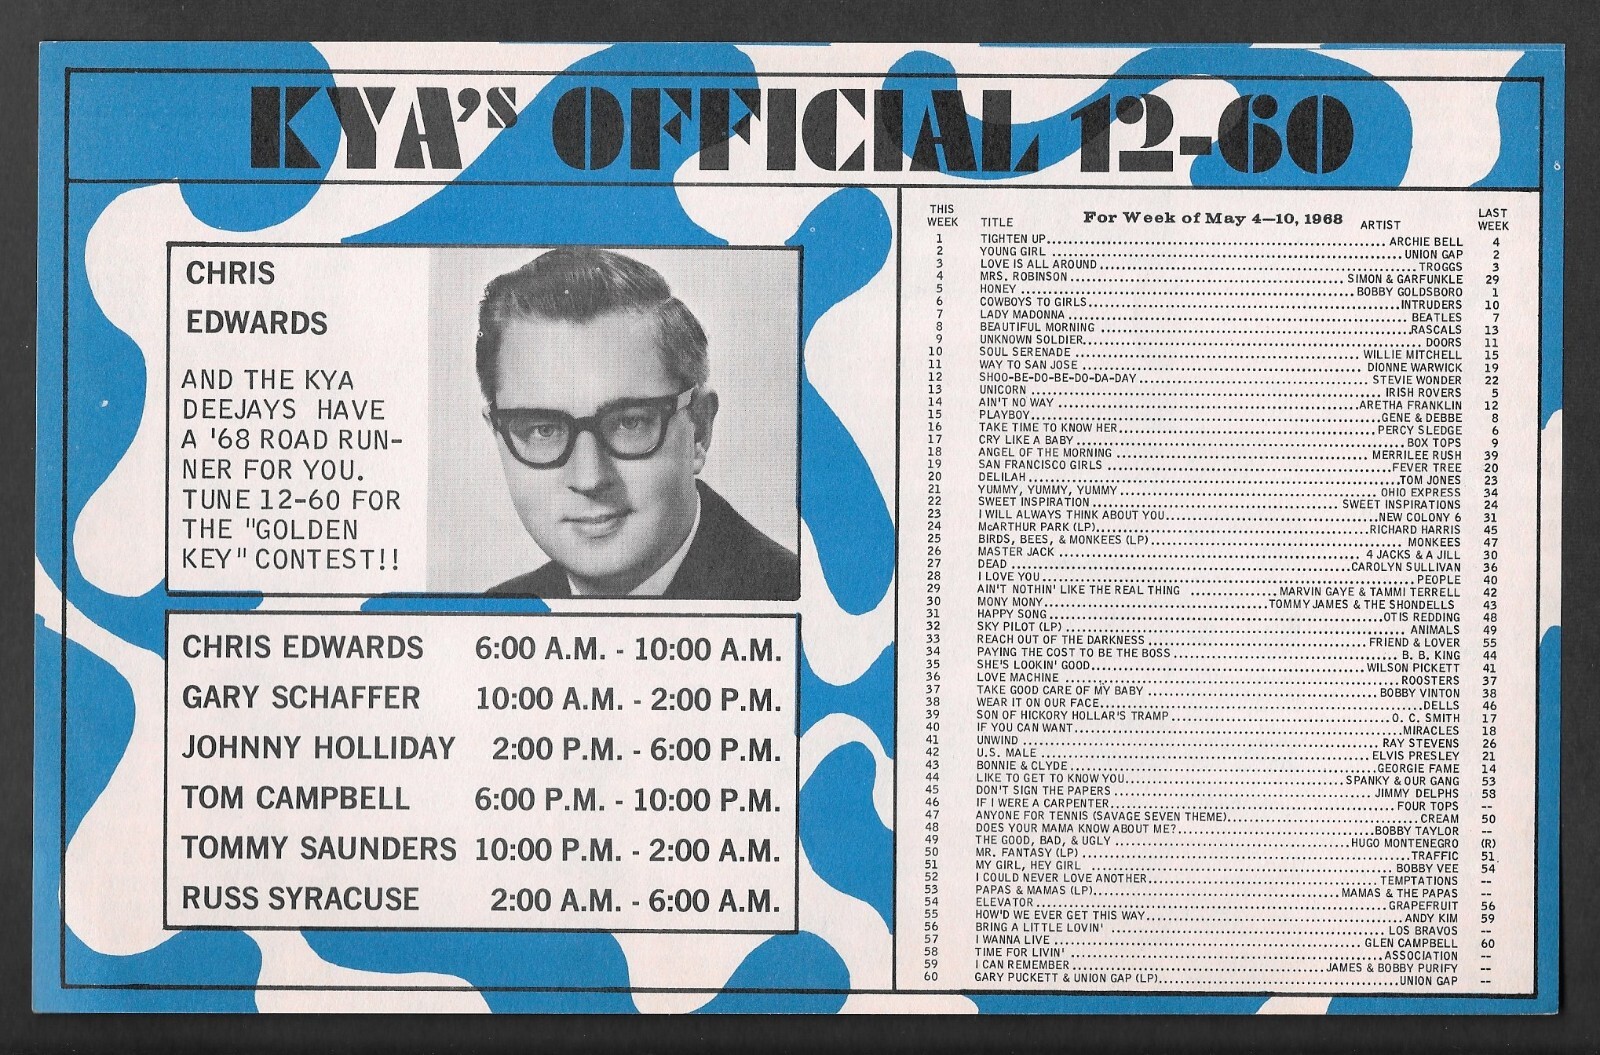 KYA'S OFFICIAL 12-60
CHRIS
EDWARDS
AND THE KYA
DEEJAYS HAVE
A '68 ROAD RUN-
NER FOR YOU.
TUNE 12-60 FOR
THE "GOLDEN
KEY" CONTEST!!
CHRIS EDWARDS 6:00 A.M. - 10:00 A.M.
GARY SCHAFFER 10:00 A.M. - 2:00 P.M.
JOHNNY HOLLIDAY 2:00 P.M. - 6:00 P.M.
TOM CAMPBELL 6:00 P.M. - 10:00 P.M.
TOMMY SAUNDERS 10:00 P.M. - 2:00 A.M.
RUSS SYRACUSE 2:00 A.M. - 6:00 A.M.
THIS WEEK TITLE For Week of May 4—10, 1968 ARTIST LAST WEEK
1 TIGHTEN UP ARCHIE BELL 4
2 YOUNG GIRL UNION GAP 2
3 LOVE IS ALL AROUND TROGGS 3
4 MRS. ROBINSON SIMON & GARFUNKLE 29
5 HONEY BOBBY GOLDSBORO 1
6 COWBOYS TO GIRLS INTRUDERS 10
7 LADY MADONNA BEATLES 7
8 BEAUTIFUL MORNING RASCALS 13
9 UNKNOWN SOLDIER DOORS 11
10 SOUL SERENADE WILLIE MITCHELL 15
11 WAY TO SAN JOSE DIONNE WARWICK 19
12 SHOO-BE-DO-BE-DO-DA-DAY STEVIE WONDER 22
13 UNICORN IRISH ROVERS 5
14 AIN'T NO WAY ARETHA FRANKLIN 12
15 PLAYBOY GENE & DEBBE 8
16 TAKE TIME TO KNOW HER PERCY SLEDGE 6
17 CRY LIKE A BABY BOX TOPS 9
18 ANGEL OF THE MORNING MERRILEE RUSH 39
19 SAN FRANCISCO GIRLS FEVER TREE 20
20 DELILAH TOM JONES 23
21 YUMMY, YUMMY, YUMMY OHIO EXPRESS 34
22 SWEET INSPIRATION SWEET INSPIRATIONS 24
23 I WILL ALWAYS THINK ABOUT YOU NEW COLONY 6 31
24 McARTHUR PARK (LP) RICHARD HARRIS 45
25 BIRDS, BEES, & MONKEES (LP) MONKEES 47
26 MASTER JACK 4 JACKS & A JILL 30
27 DEAD CAROLYN SULLIVAN 36
28 I LOVE YOU PEOPLE 40
29 AIN'T NOTHIN' LIKE THE REAL THING MARVIN GAYE & TAMMI TERRELL 42
30 MONY MONY TOMMY JAMES & THE SHONDELLS 43
31 HAPPY SONG OTIS REDDING 48
32 SKY PILOT (LP) ANIMALS 49
33 REACH OUT OF THE DARKNESS FRIEND & LOVER 55
34 PAYING THE COST TO BE THE BOSS B. B. KING 44
35 SHE'S LOOKIN' GOOD WILSON PICKETT 41
36 LOVE MACHINE ROOSTERS 37
37 TAKE GOOD CARE OF MY BABY BOBBY VINTON 38
38 WEAR IT ON OUR FACE DELLS 46
39 SON OF HICKORY HOLLAR'S TRAMP O. C. SMITH 17
40 IF YOU CAN WANT MIRACLES 18
41 UNWIND RAY STEVENS 26
42 U.S. MALE ELVIS PRESLEY 21
43 BONNIE & CLYDE GEORGIE FAME 14
44 LIKE TO GET TO KNOW YOU SPANKY & OUR GANG 53
45 DON'T SIGN THE PAPERS JIMMY DELPHS 58
46 IF I WERE A CARPENTER FOUR TOPS --
47 ANYONE FOR TENNIS (SAVAGE SEVEN THEME) CREAM 50
48 DOES YOUR MAMA KNOW ABOUT ME? BOBBY TAYLOR --
49 THE GOOD, BAD, & UGLY HUGO MONTENEGRO (R)
50 MR. FANTASY (LP) TRAFFIC 51
51 MY GIRL, HEY GIRL BOBBY VEE 54
52 I COULD NEVER LOVE ANOTHER TEMPTATIONS --
53 PAPAS & MAMAS (LP) MAMAS & THE PAPAS --
54 ELEVATOR GRAPEFRUIT 56
55 HOW'D WE EVER GET THIS WAY ANDY KIM 59
56 BRING A LITTLE LOVIN' LOS BRAVOS --
57 I WANNA LIVE GLEN CAMPBELL 60
58 TIME FOR LIVIN' ASSOCIATION --
59 I CAN REMEMBER JAMES & BOBBY PURIFY --
60 GARY PUCKETT & UNION GAP (LP) UNION GAP --